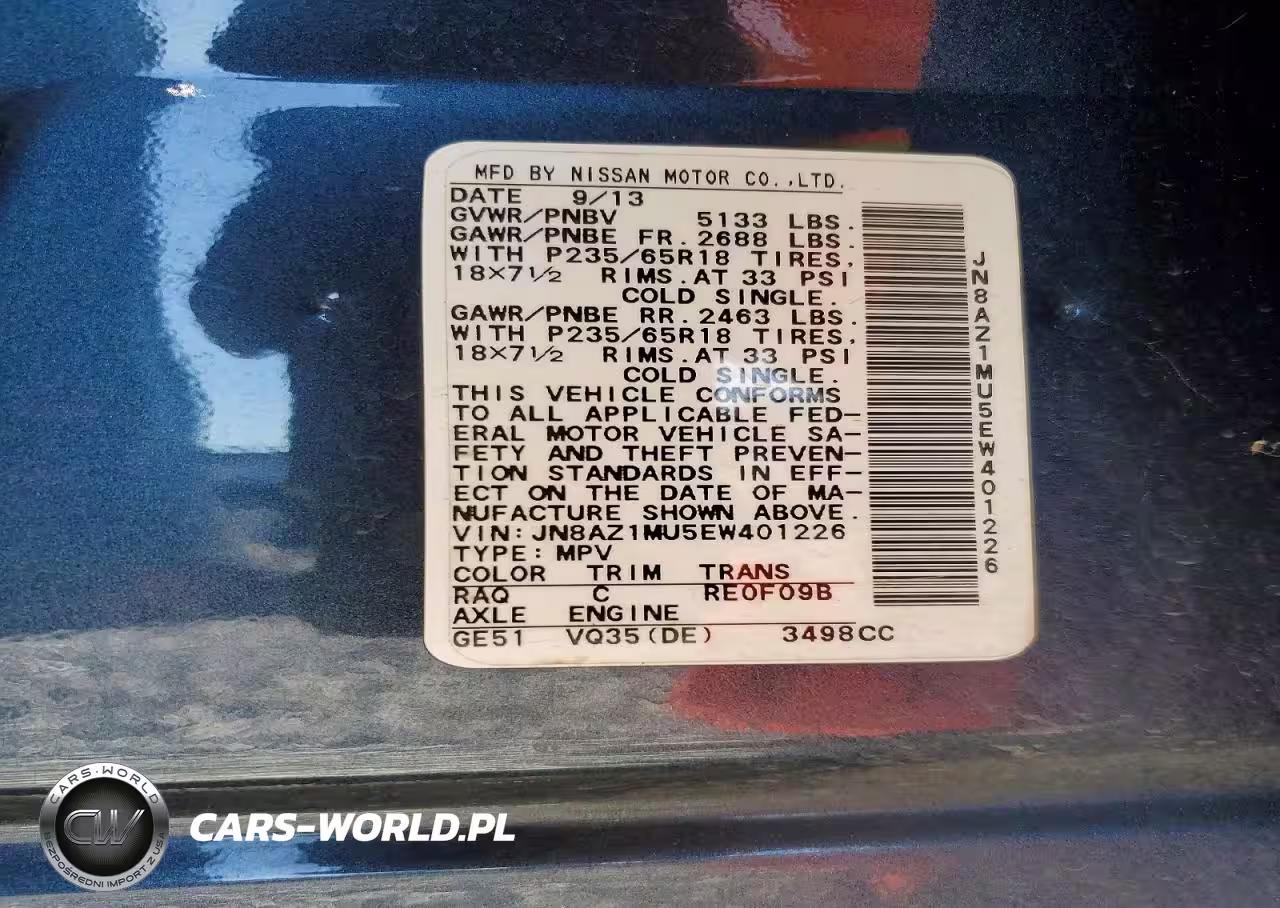 MFD BY NISSAN MOTOR CO.,LTD.
DATE 9/13
GVWR/PNBV 5133 LBS.
GAWR/PNBE FR.2688 LBS.
WITH P235/65R18 TIRES,
18×7½ RIMS.AT 33 PSI
COLD SINGLE.
GAWR/PNBE RR.2463 LBS.
WITH P235/65R18 TIRES,
18×7½ RIMS.AT 33 PSI
COLD SINGLE.
THIS VEHICLE CONFORMS
TO ALL APPLICABLE FED-
ERAL MOTOR VEHICLE SA-
FETY AND THEFT PREVEN-
TION STANDARDS IN EFF-
ECT ON THE DATE OF MA-
NUFACTURE SHOWN ABOVE.
VIN:JN8AZ1MU5EW401226
TYPE:MPV
COLOR TRIM TRANS
RAQ C RE0F09B
AXLE ENGINE
GE51 VQ35(DE) 3498CC
JN8AZ1MU5EW401226
CARS-WORLD
CW
BEZPOŚREDNI IMPORT Z USA
CARS-WORLD.PL